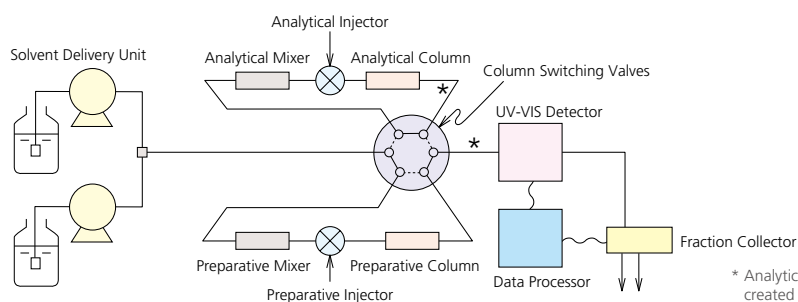 Analytical Injector
Solvent Delivery Unit
Analytical Mixer
Analytical Column
Column Switching Valves
*
UV-VIS Detector
*
Fraction Collector
Preparative Mixer
Preparative Column
Data Processor
Preparative Injector
* Analytic
created